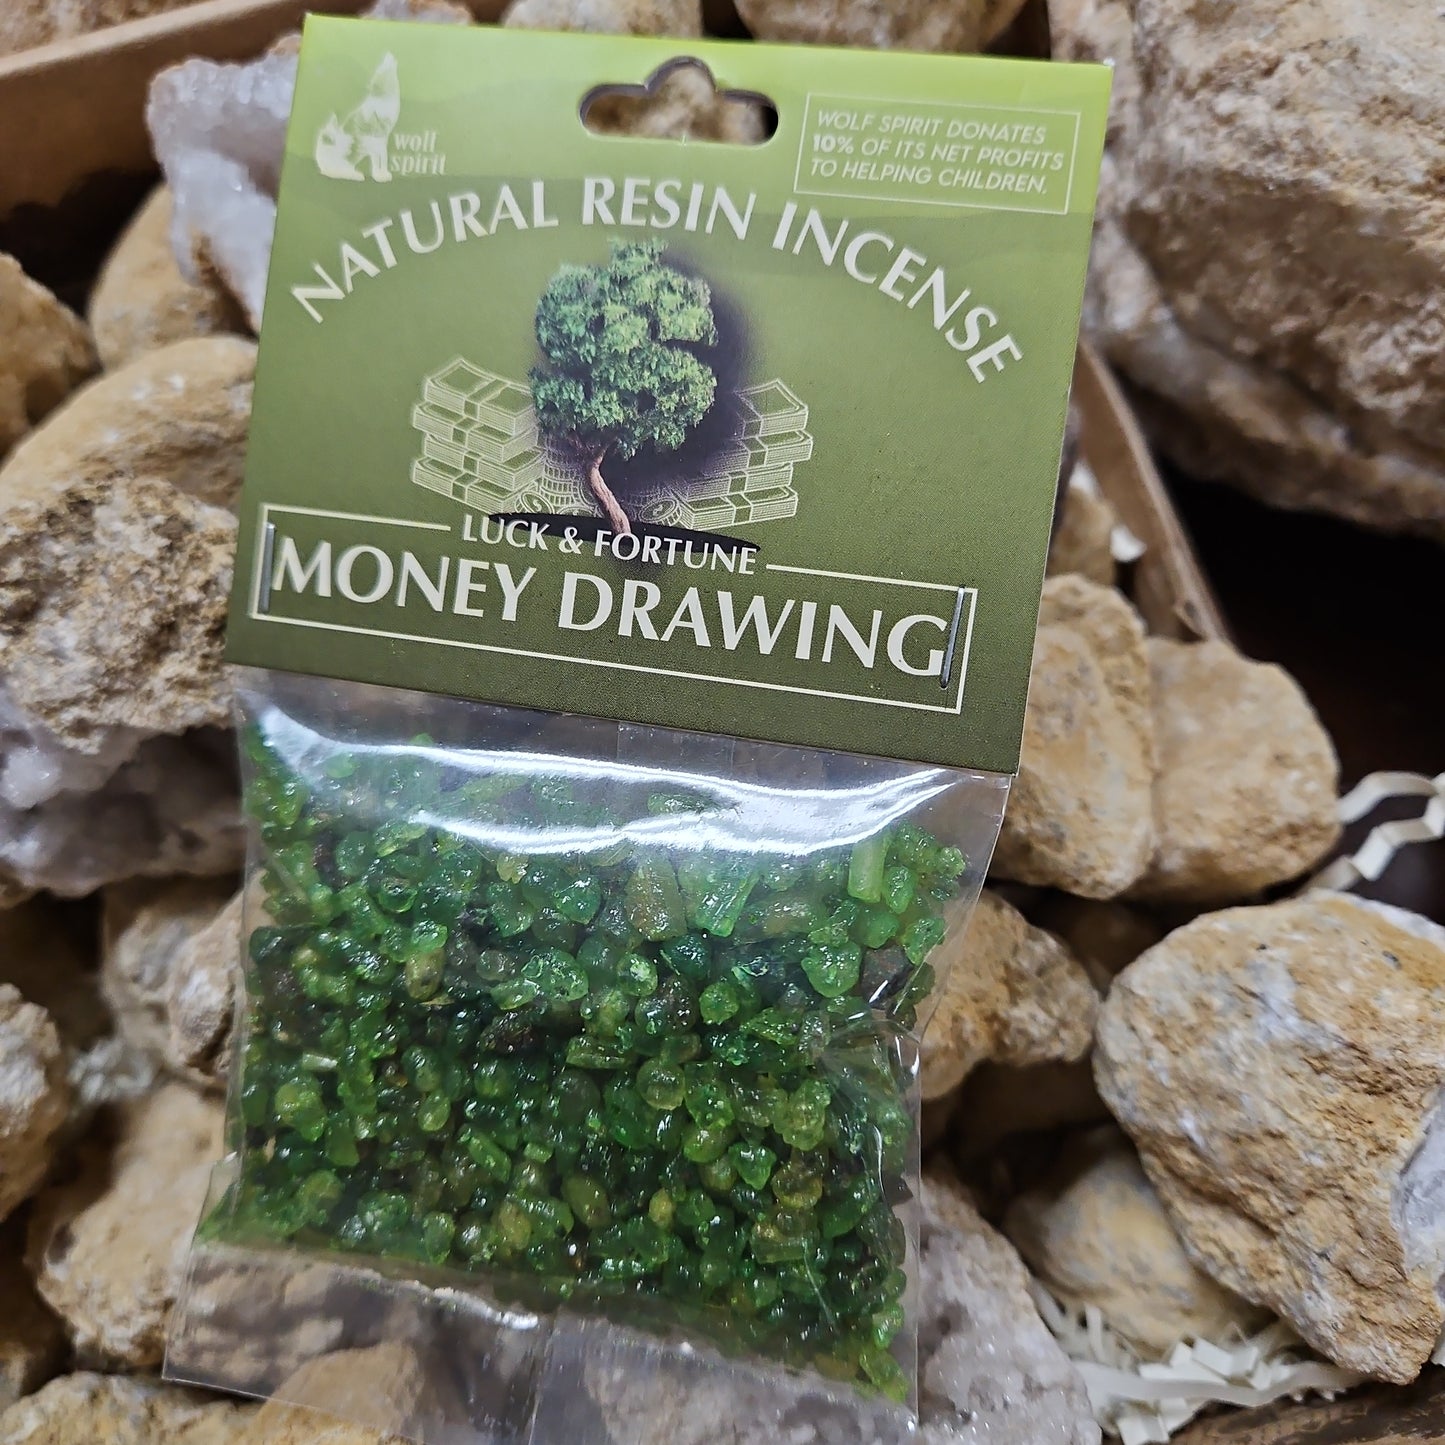 wolf
spirit
WOLF SPIRIT DONATES
10% OF ITS NET PROFITS
TO HELPING CHILDREN.
NATURAL RESIN INCENSE
LUCK & FORTUNE
MONEY DRAWING